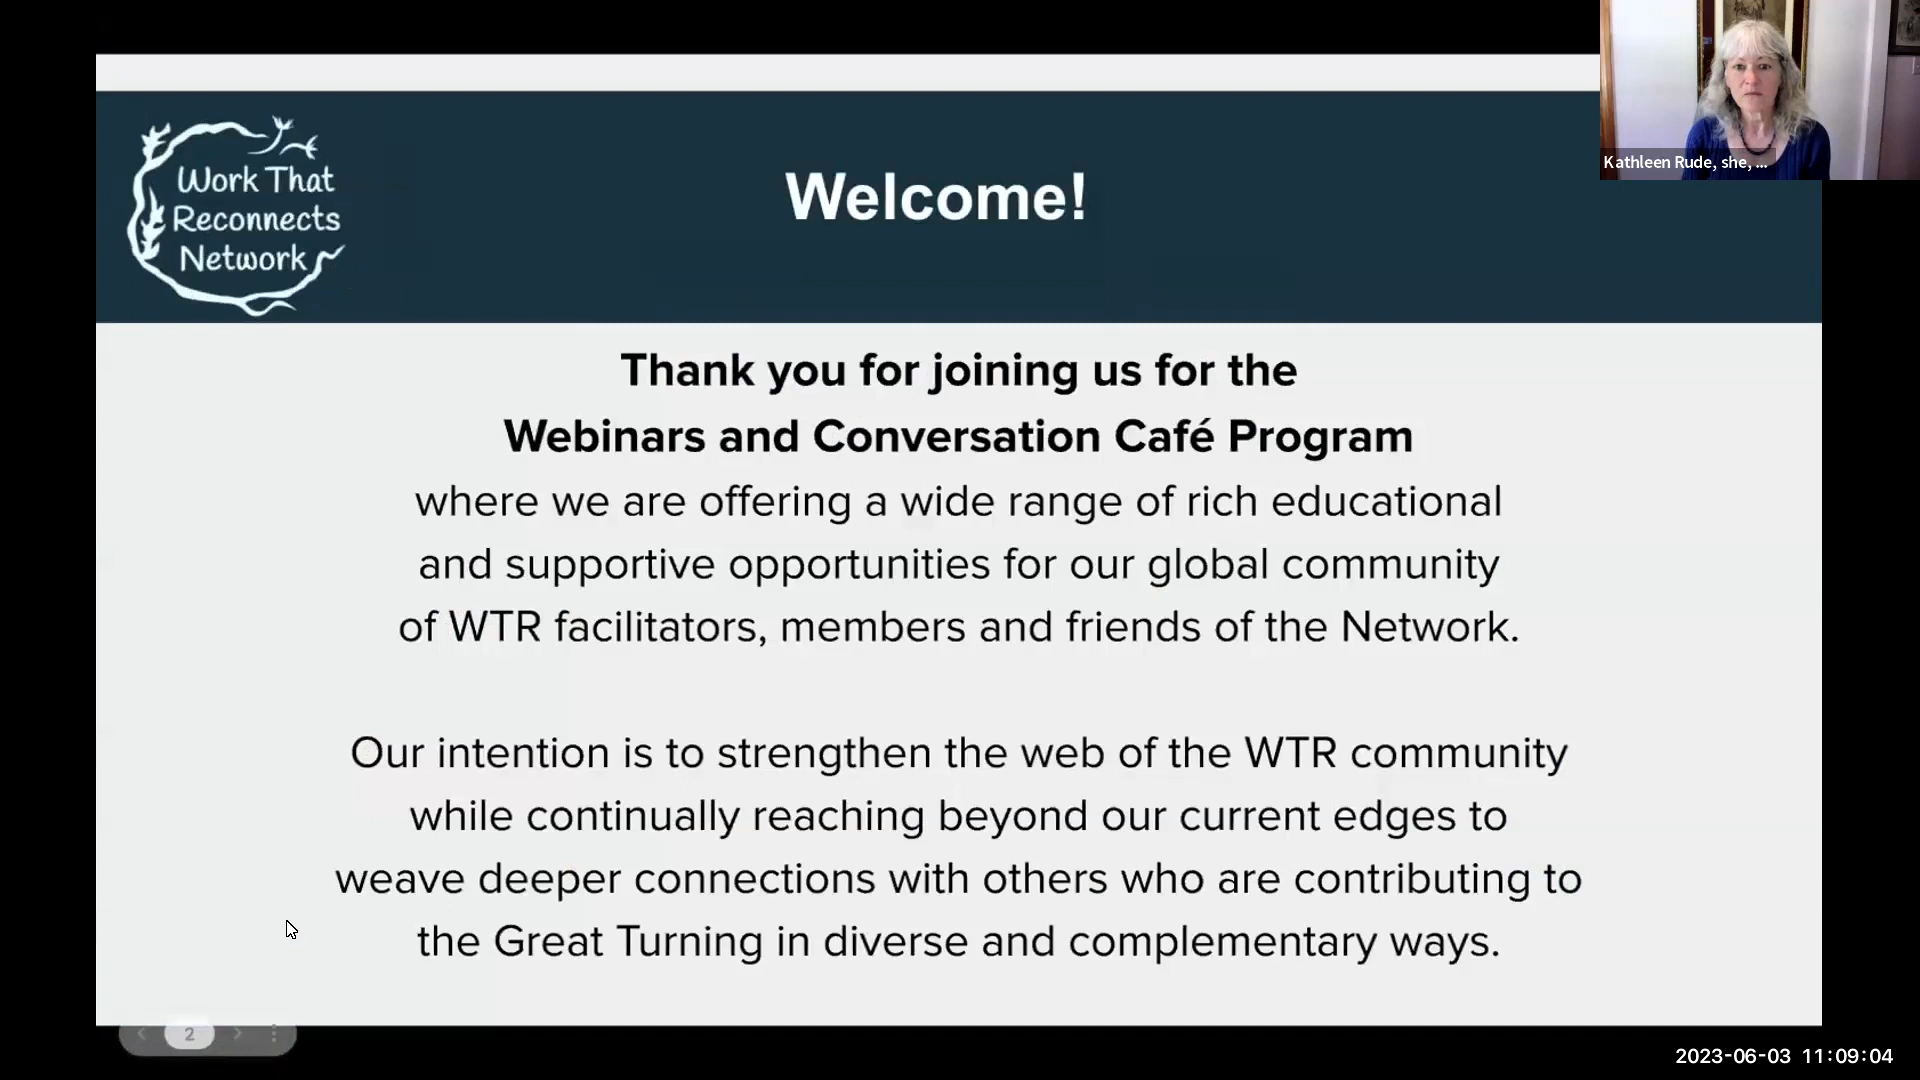 Work That
Reconnects
Network
Welcome!
Kathleen Rude, she, ...
Thank you for joining us for the
Webinars and Conversation Café Program
where we are offering a wide range of rich educational
and supportive opportunities for our global community
of WTR facilitators, members and friends of the Network.
Our intention is to strengthen the web of the WTR community
while continually reaching beyond our current edges to
weave deeper connections with others who are contributing to
the Great Turning in diverse and complementary ways.
2
2023-06-03 11:09:04